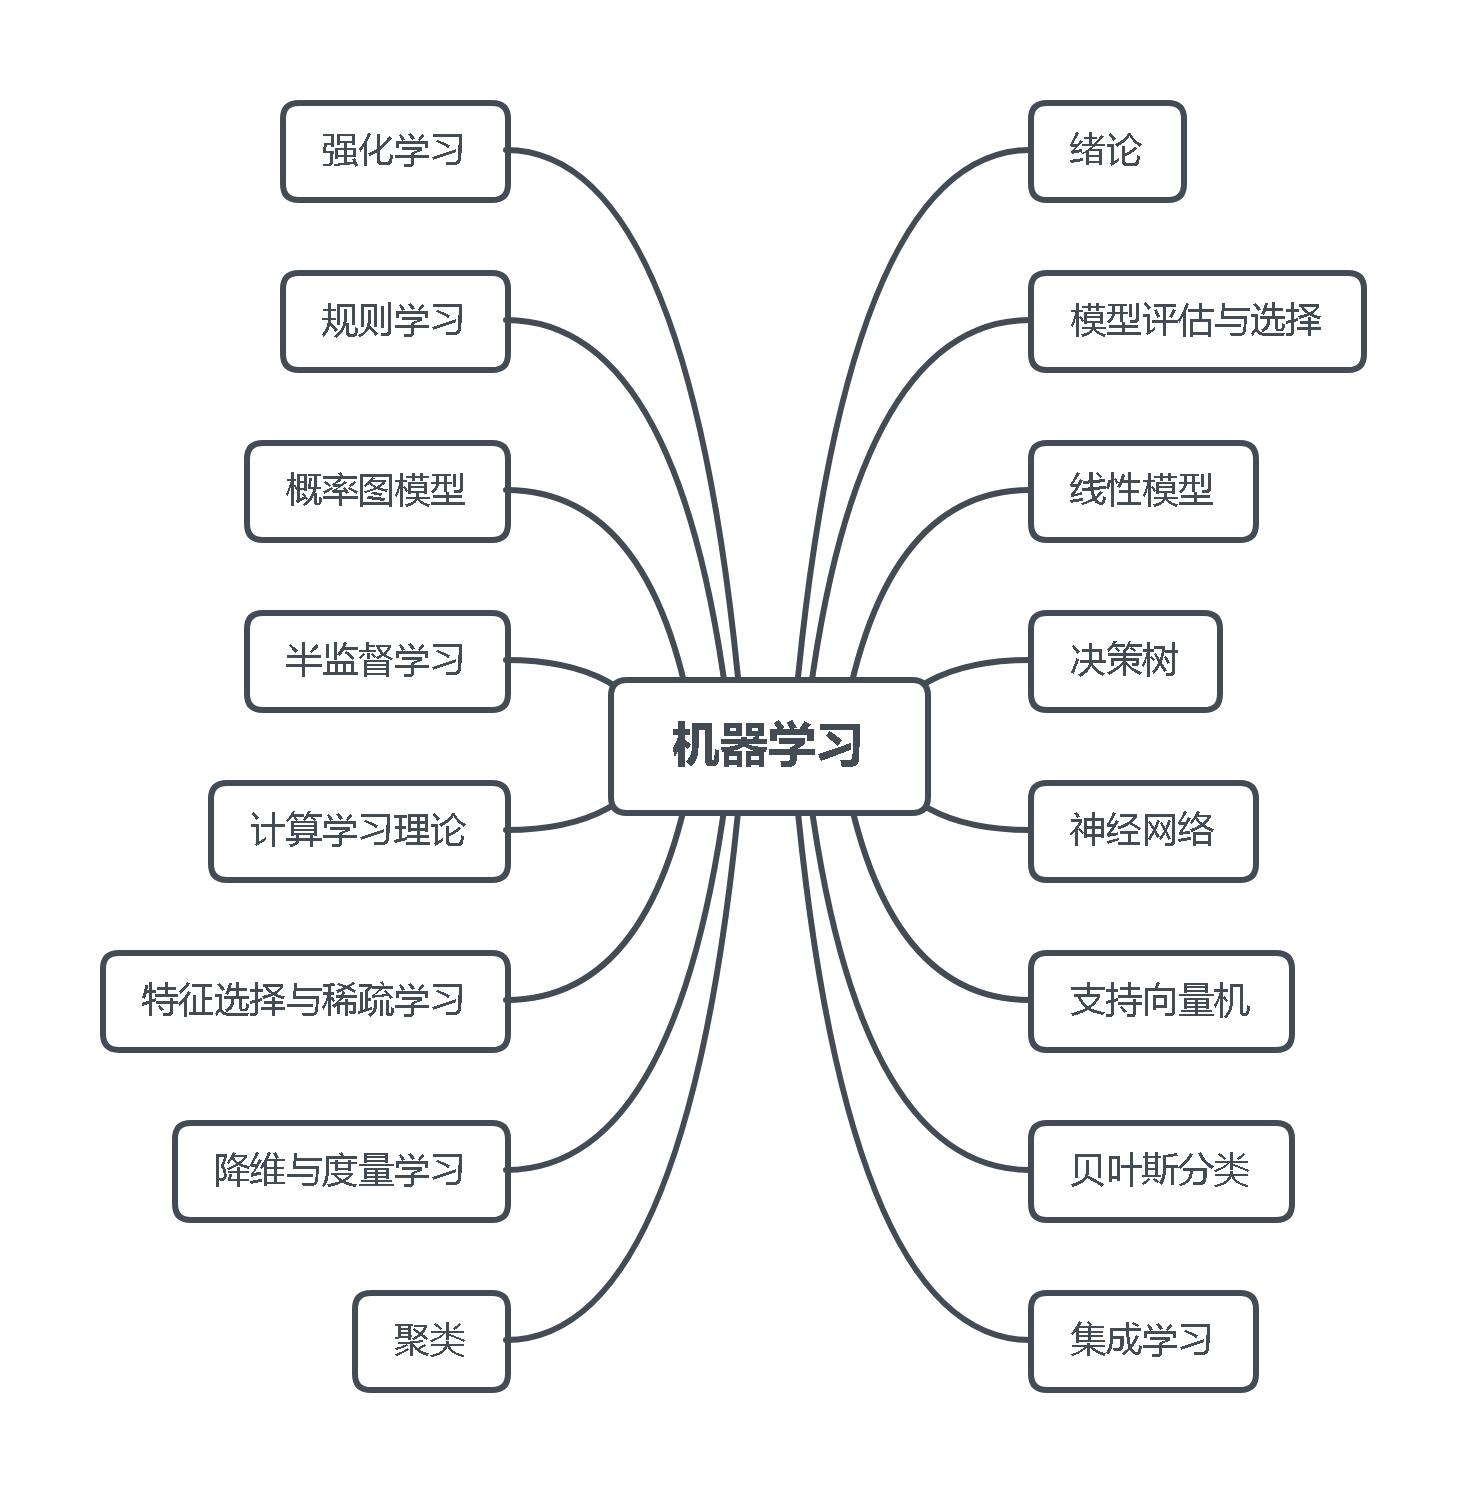 强化学习
规则学习
概率图模型
半监督学习
计算学习理论
特征选择与稀疏学习
降维与度量学习
聚类
机器学习
绪论
模型评估与选择
线性模型
决策树
神经网络
支持向量机
贝叶斯分类
集成学习